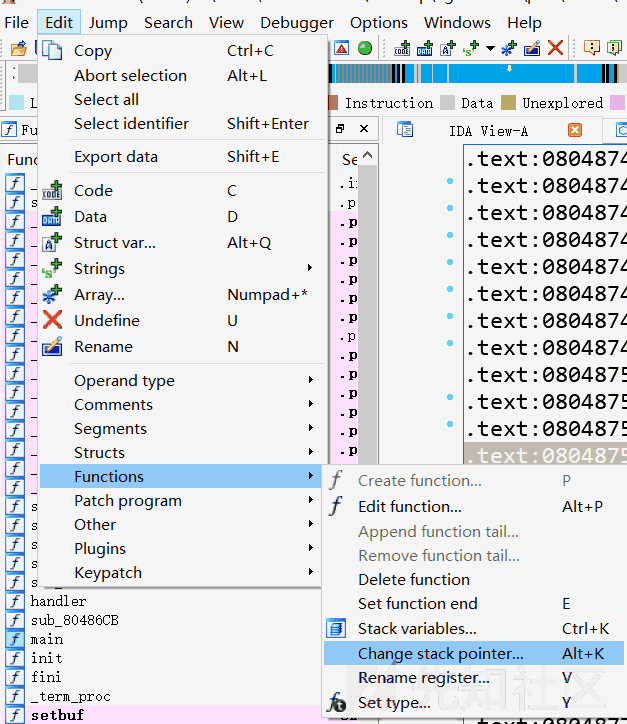 File Edit Jump Search View Debugger Options Windows Help
Copy Ctrl+C
Abort selection Alt+L
Select all
Select identifier Shift+Enter
Export data Shift+E
Code C
Data D
Struct var... Alt+Q
Strings
Array... Numpad+*
Undefine U
Rename N
Operand type
Comments
Segments
Structs
Functions
Patch program
Other
Plugins
Keypatch
Create function... P
Edit function... Alt+P
Append function tail...
Remove function tail...
Delete function
Set function end E
Stack variables... Ctrl+K
Change stack pointer... Alt+K
Rename register... V
Set type... Y
Instruction Data Unexplored
IDA View-A
.text:0804874
.text:0804874
.text:0804874
.text:0804874
.text:0804874
.text:0804874
.text:0804874
.text:0804874
.text:0804875
.text:0804875
.text:0804875
.text:0804875
handler
sub_80486CB
main
init
fini
_term_proc
setbuf
先知社区